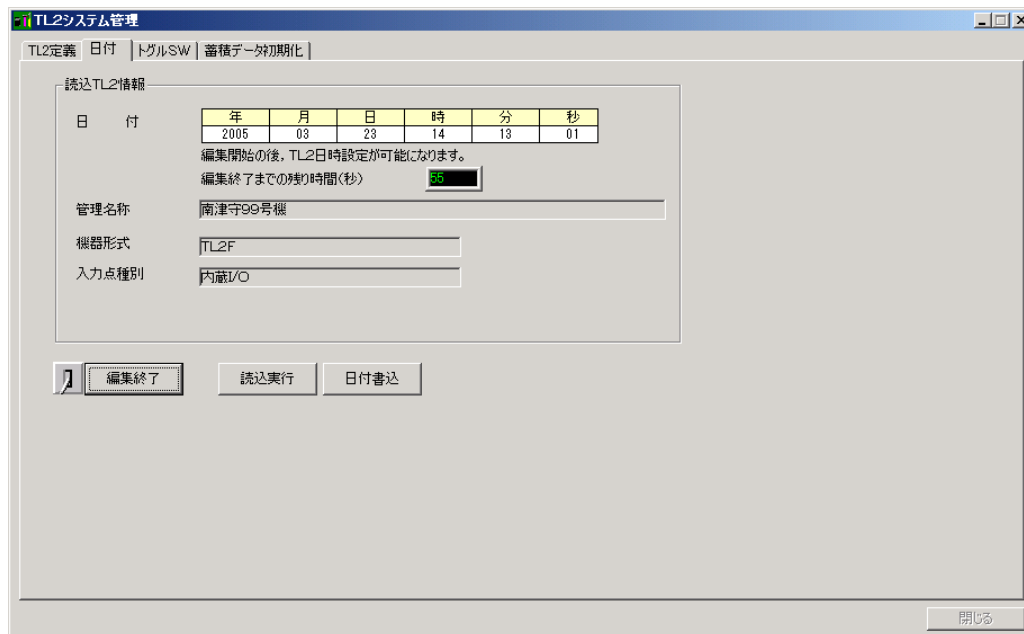 TL2システム管理
TL2定義 日付 トグルSW 蓄積データ初期化
読込TL2情報
日 付 年 月 日 時 分 秒
2005 03 23 14 13 01
編集開始の後，TL2日時設定が可能になります。
編集終了までの残り時間(秒) 55
管理名称 南津守99号機
機器形式 TL2F
入力点種別 内蔵I/O
編集終了 読込実行 日付書込
閉じる